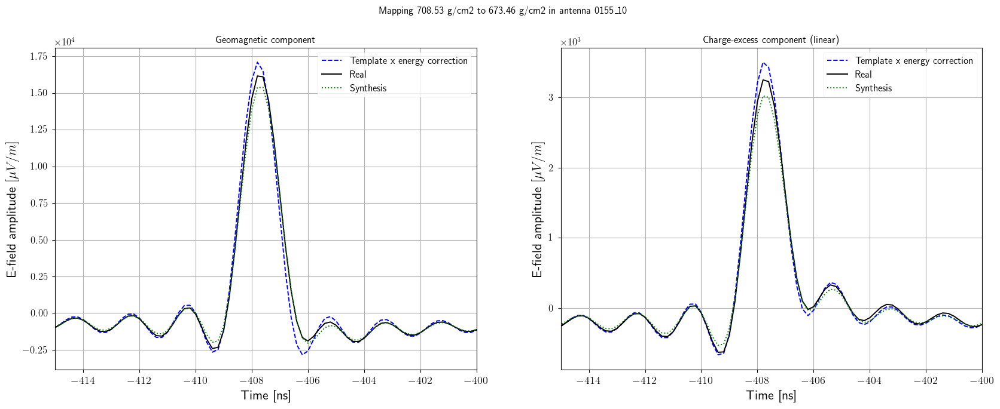 Mapping 708.53 g/cm2 to 673.46 g/cm2 in antenna 0155_10
Geomagnetic component
×10⁴
1.75
1.50
1.25
1.00
0.75
0.50
0.25
0.00
−0.25
E-field amplitude [μV/m]
Template x energy correction
Real
Synthesis
−414
−412
−410
−408
−406
−404
−402
−400
Time [ns]
Charge-excess component (linear)
×10³
3
2
1
0
E-field amplitude [μV/m]
Template x energy correction
Real
Synthesis
−414
−412
−410
−408
−406
−404
−402
−400
Time [ns]